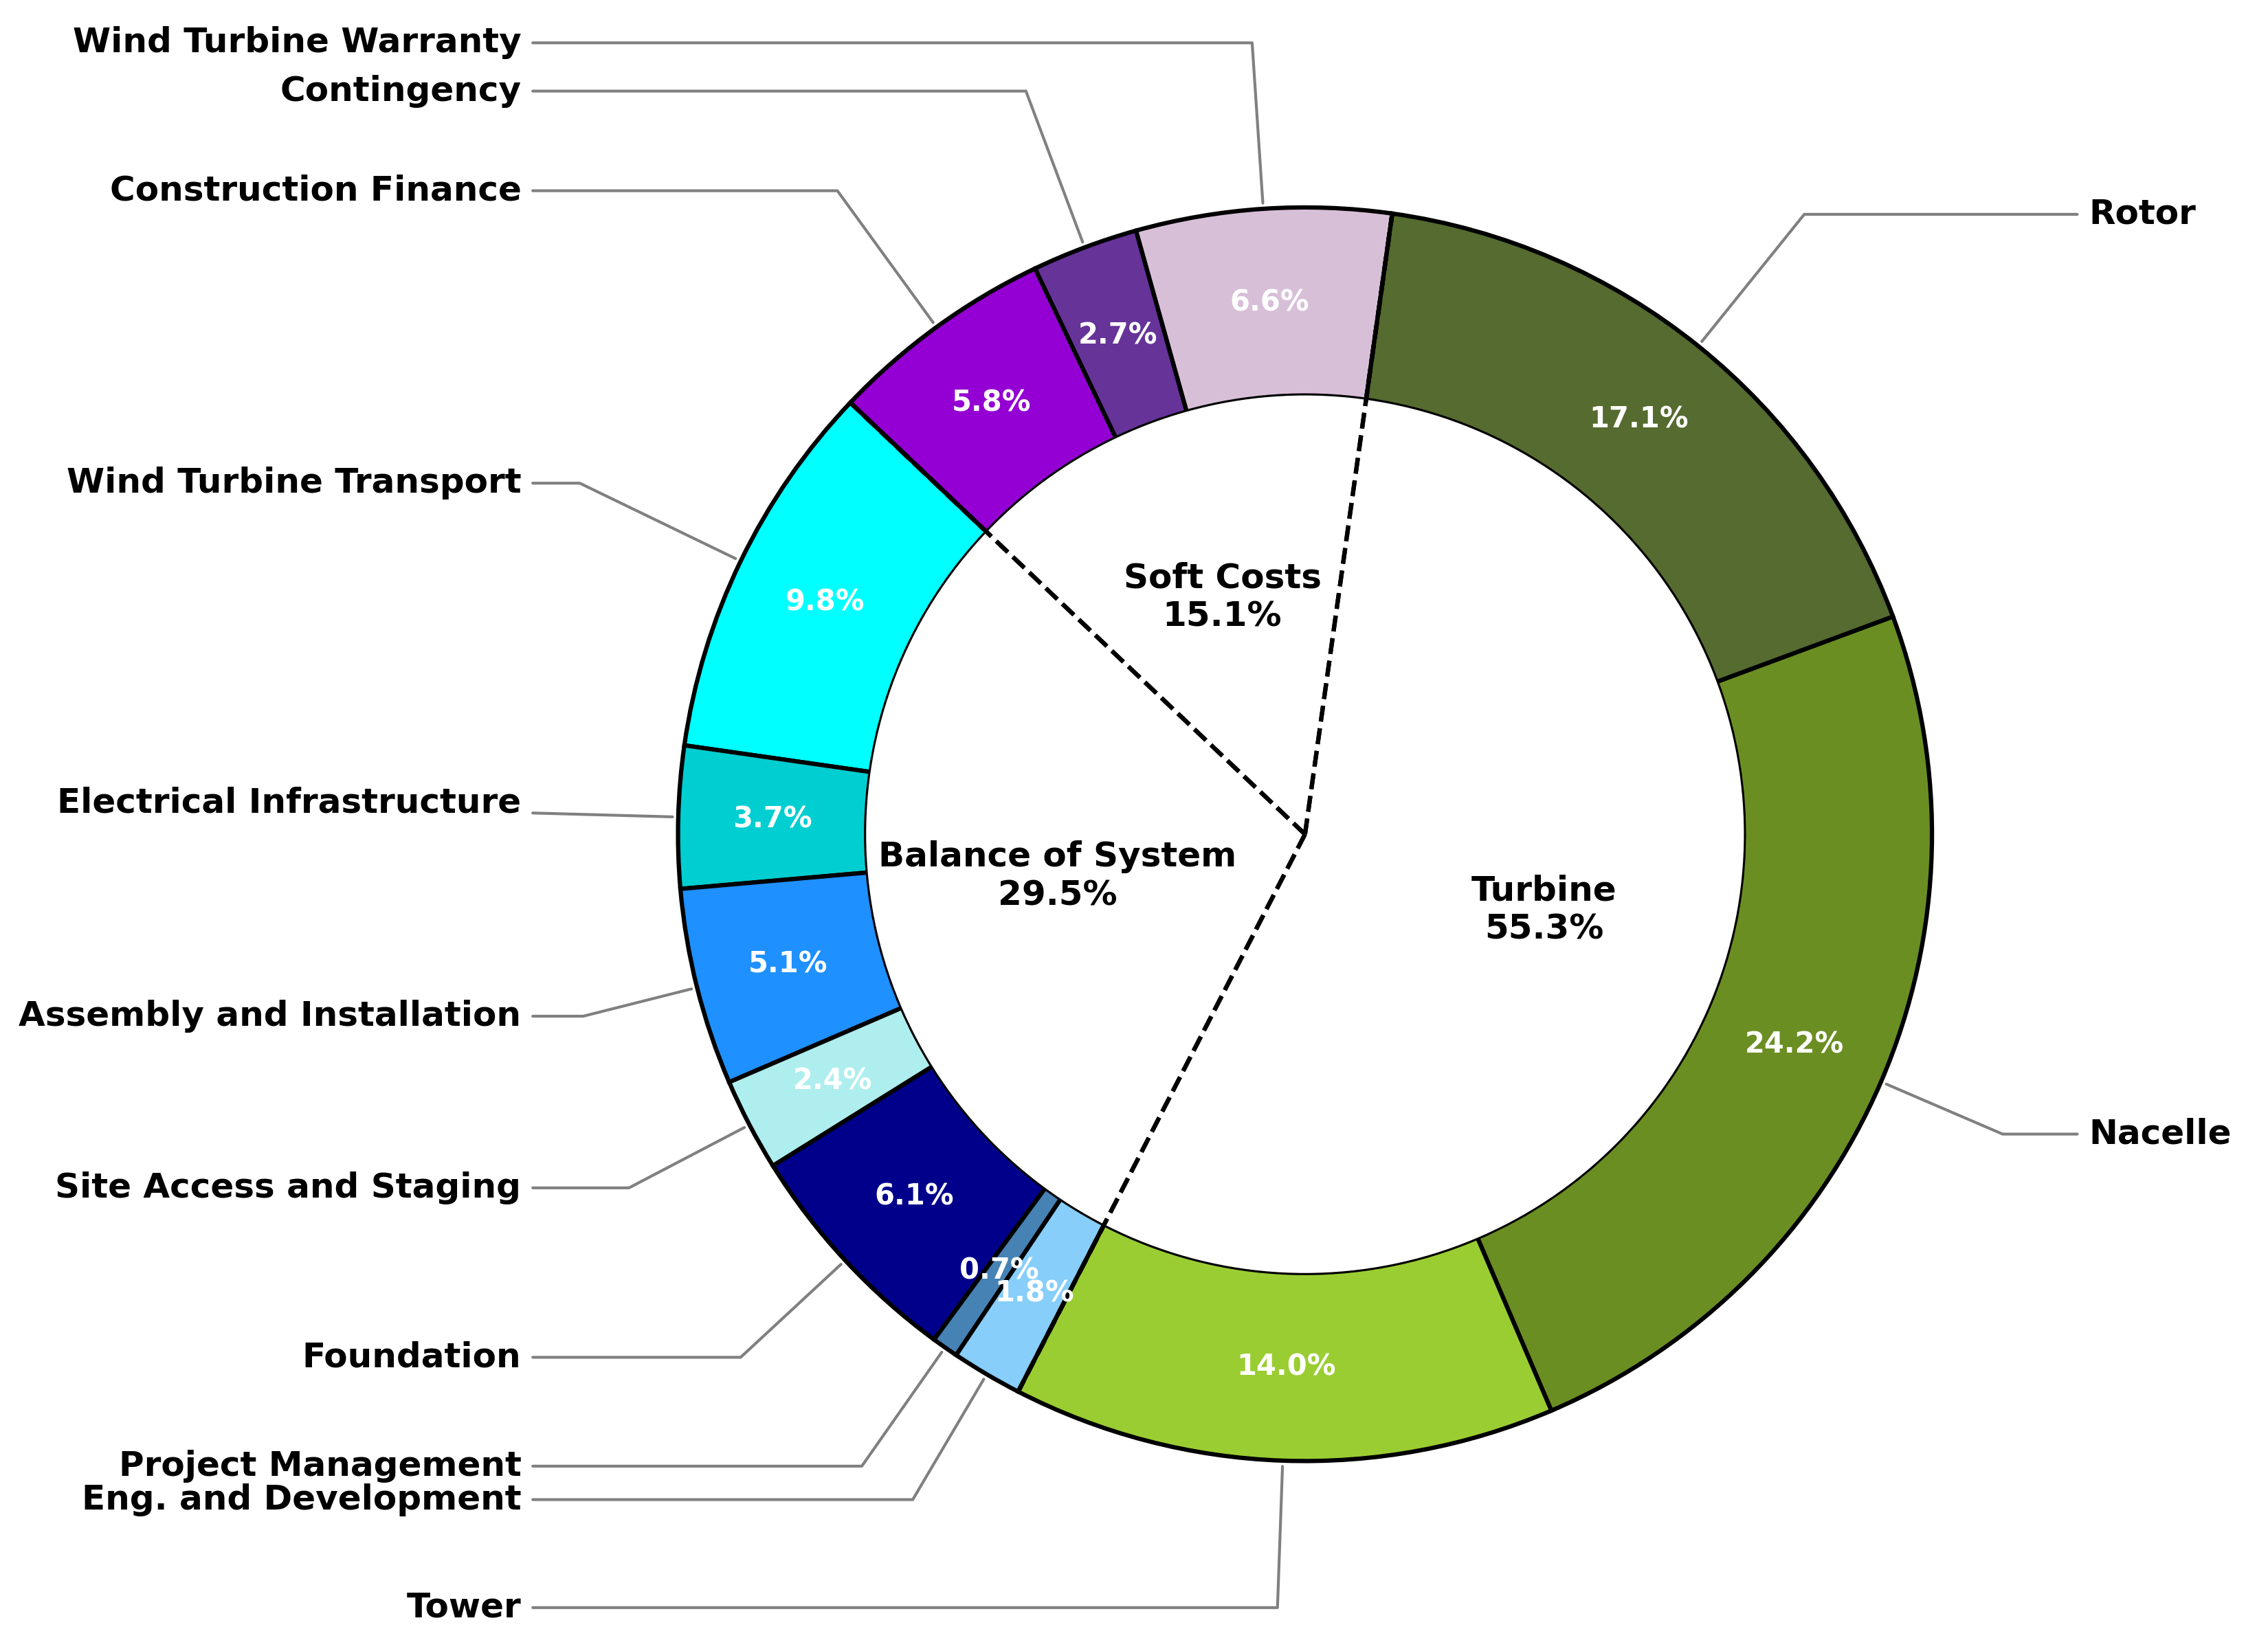 Wind Turbine Warranty
Contingency
Construction Finance
Rotor
6.6%
2.7%
5.8%
17.1%
Wind Turbine Transport
9.8%
Soft Costs
15.1%
Electrical Infrastructure
3.7%
Balance of System
29.5%
Turbine
55.3%
5.1%
Assembly and Installation
24.2%
2.4%
Nacelle
Site Access and Staging
6.1%
0.7%
1.8%
Foundation
14.0%
Project Management
Eng. and Development
Tower